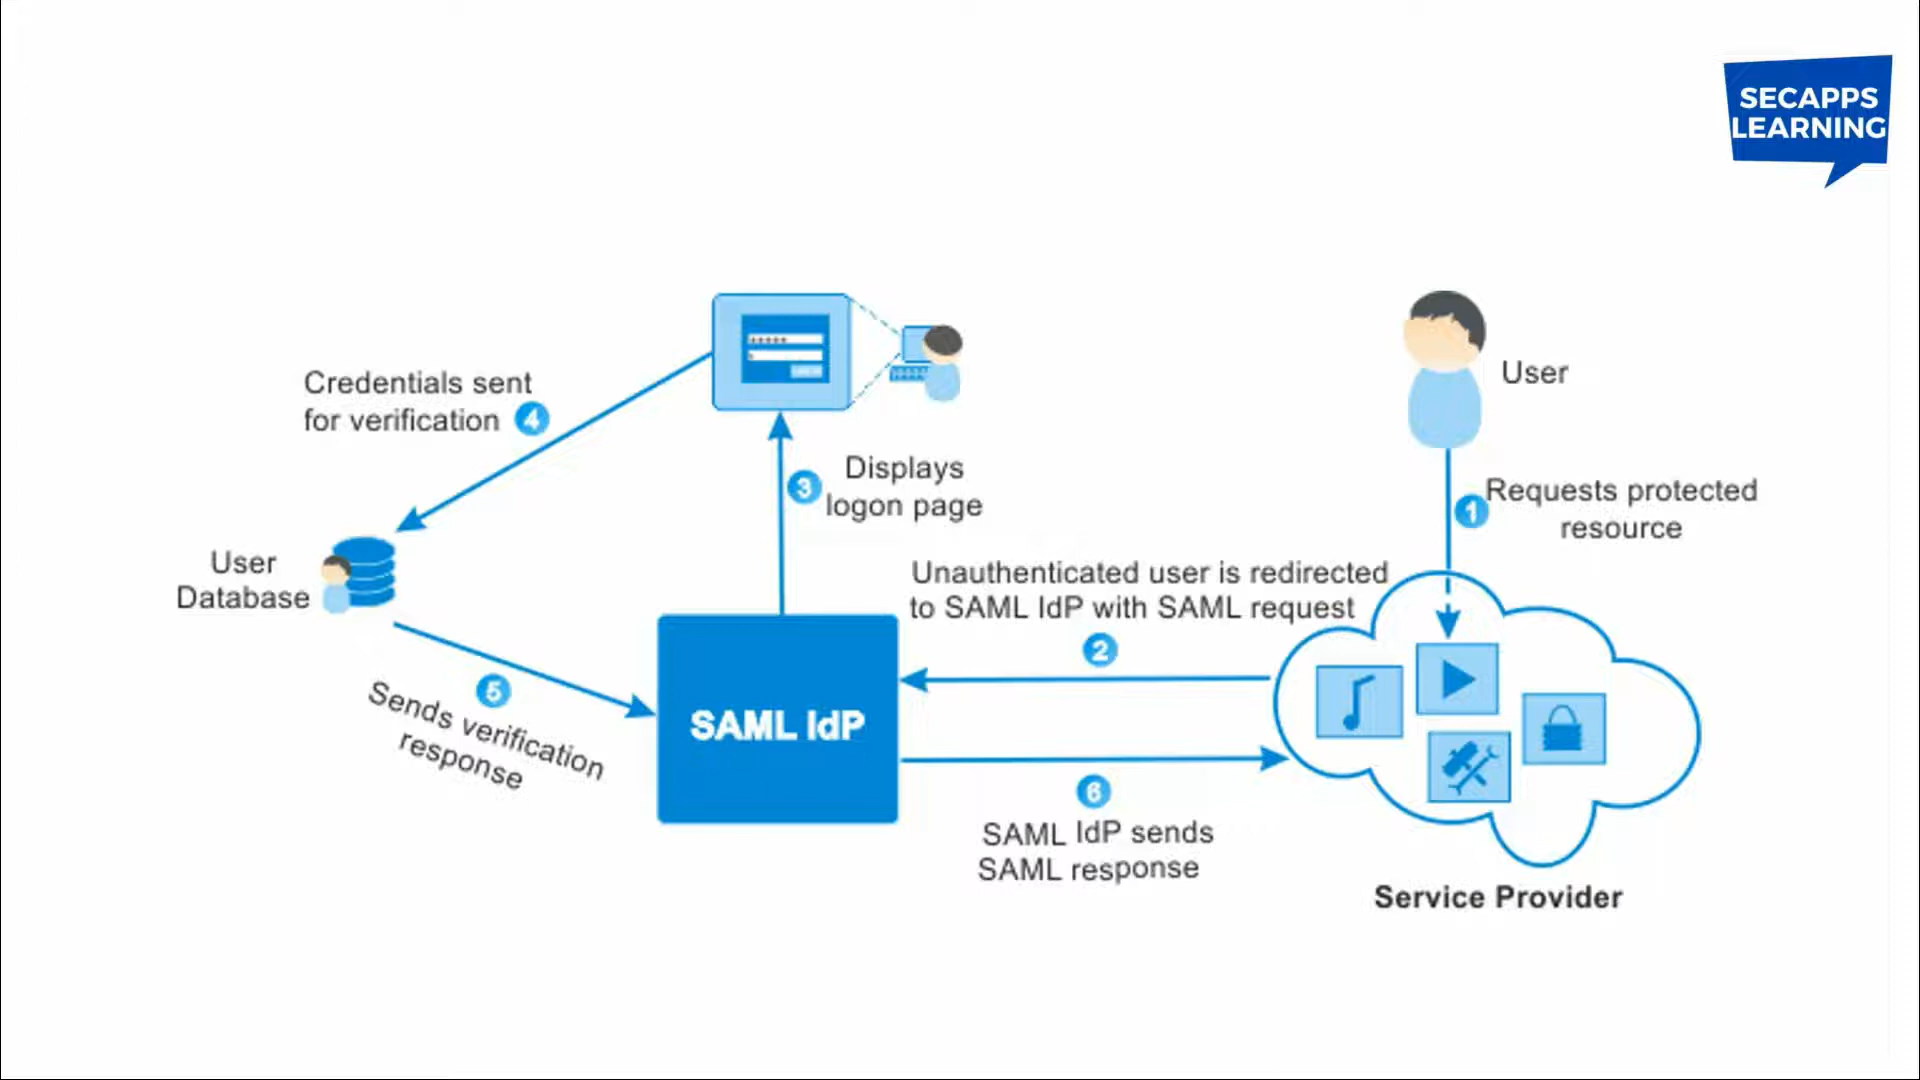 SECAPPS
LEARNING
User
1
Requests protected
resource
Unauthenticated user is redirected
to SAML IdP with SAML request
2
3
Displays
logon page
Credentials sent
for verification
4
User
Database
5
Sends verification
response
SAML IdP
6
SAML IdP sends
SAML response
Service Provider